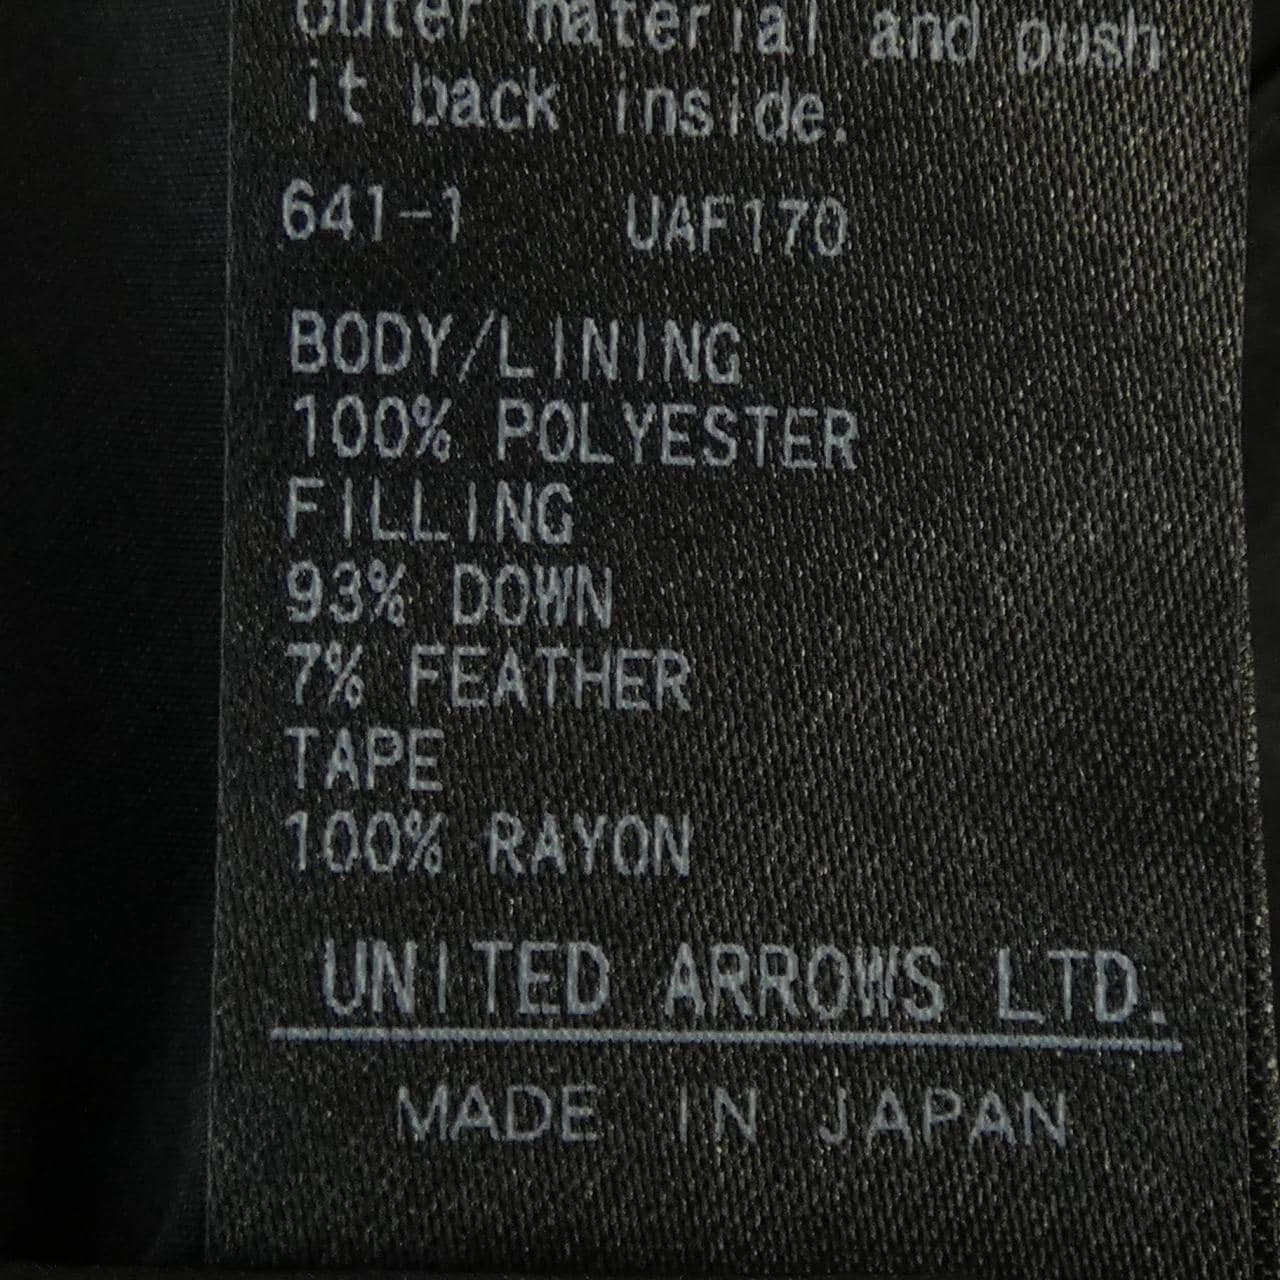 outer material and push
it back inside.
641-1 UAF170
BODY/LINING
100% POLYESTER
FILLING
93% DOWN
7% FEATHER
TAPE
100% RAYON
UNITED ARROWS LTD.
MADE IN JAPAN